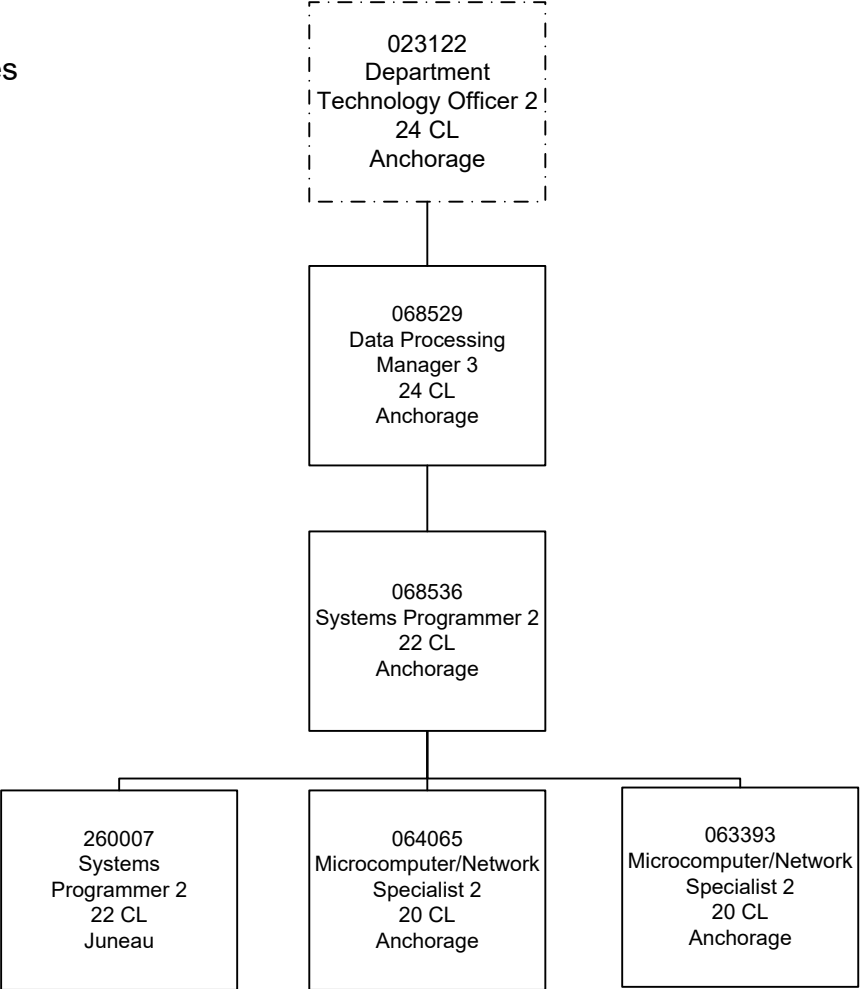 es
023122
Department
Technology Officer 2
24 CL
Anchorage
068529
Data Processing
Manager 3
24 CL
Anchorage
068536
Systems Programmer 2
22 CL
Anchorage
260007
Systems
Programmer 2
22 CL
Juneau
064065
Microcomputer/Network
Specialist 2
20 CL
Anchorage
063393
Microcomputer/Network
Specialist 2
20 CL
Anchorage